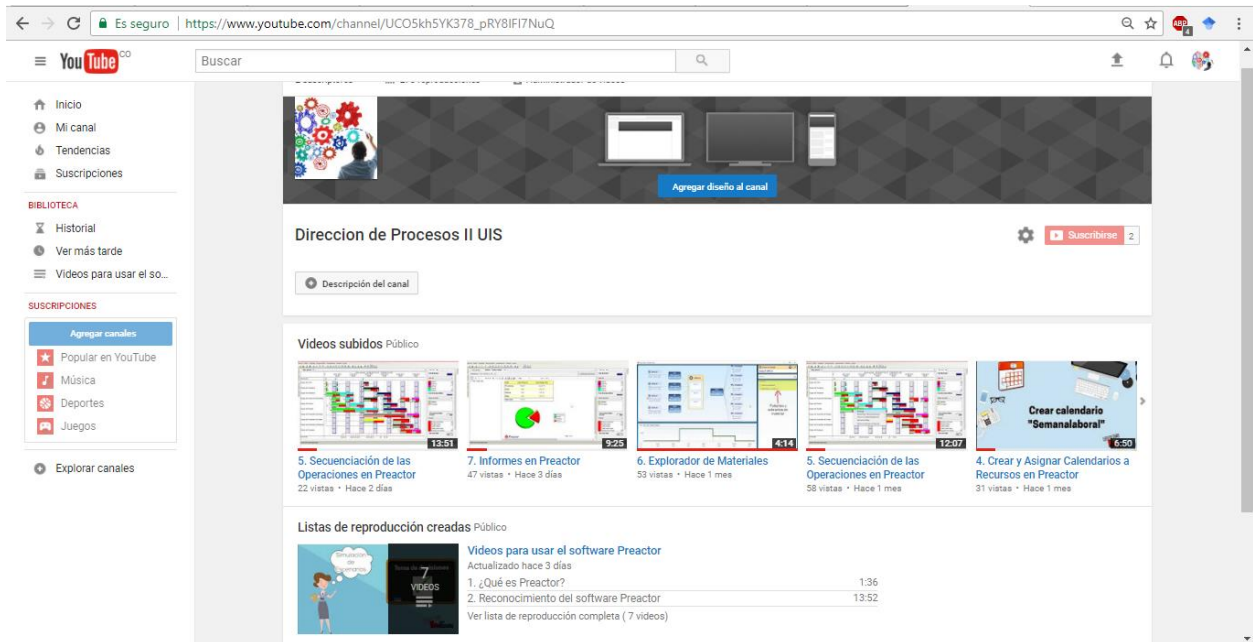 Es seguro | https://www.youtube.com/channel/UCO5kh5YK378_pRY8IFI7NuQ
4
YouTube CO
Buscar
Inicio
Mi canal
Tendencias
Suscripciones
BIBLIOTECA
Historial
Ver más tarde
Videos para usar el so...
SUSCRIPCIONES
Agregar canales
Popular en YouTube
Música
Deportes
Juegos
Explorar canales
Agregar diseño al canal
Direccion de Procesos II UIS
Suscribirse 2
Descripción del canal
Videos subidos Público
13:51
5. Secuenciación de las
Operaciones en Preactor
22 vistas • Hace 2 días
9:25
7. Informes en Preactor
47 vistas • Hace 3 días
4:14
6. Explorador de Materiales
53 vistas • Hace 1 mes
12:07
5. Secuenciación de las
Operaciones en Preactor
58 vistas • Hace 1 mes
Crear calendario
"Semanalaboral"
6:50
4. Crear y Asignar Calendarios a
Recursos en Preactor
31 vistas • Hace 1 mes
Listas de reproducción creadas Público
Simulación
de
Escenarios
7
VIDEOS
Videos para usar el software Preactor
Actualizado hace 3 días
1. ¿Qué es Preactor? 1:36
2. Reconocimiento del software Preactor 13:52
Ver lista de reproducción completa ( 7 videos)